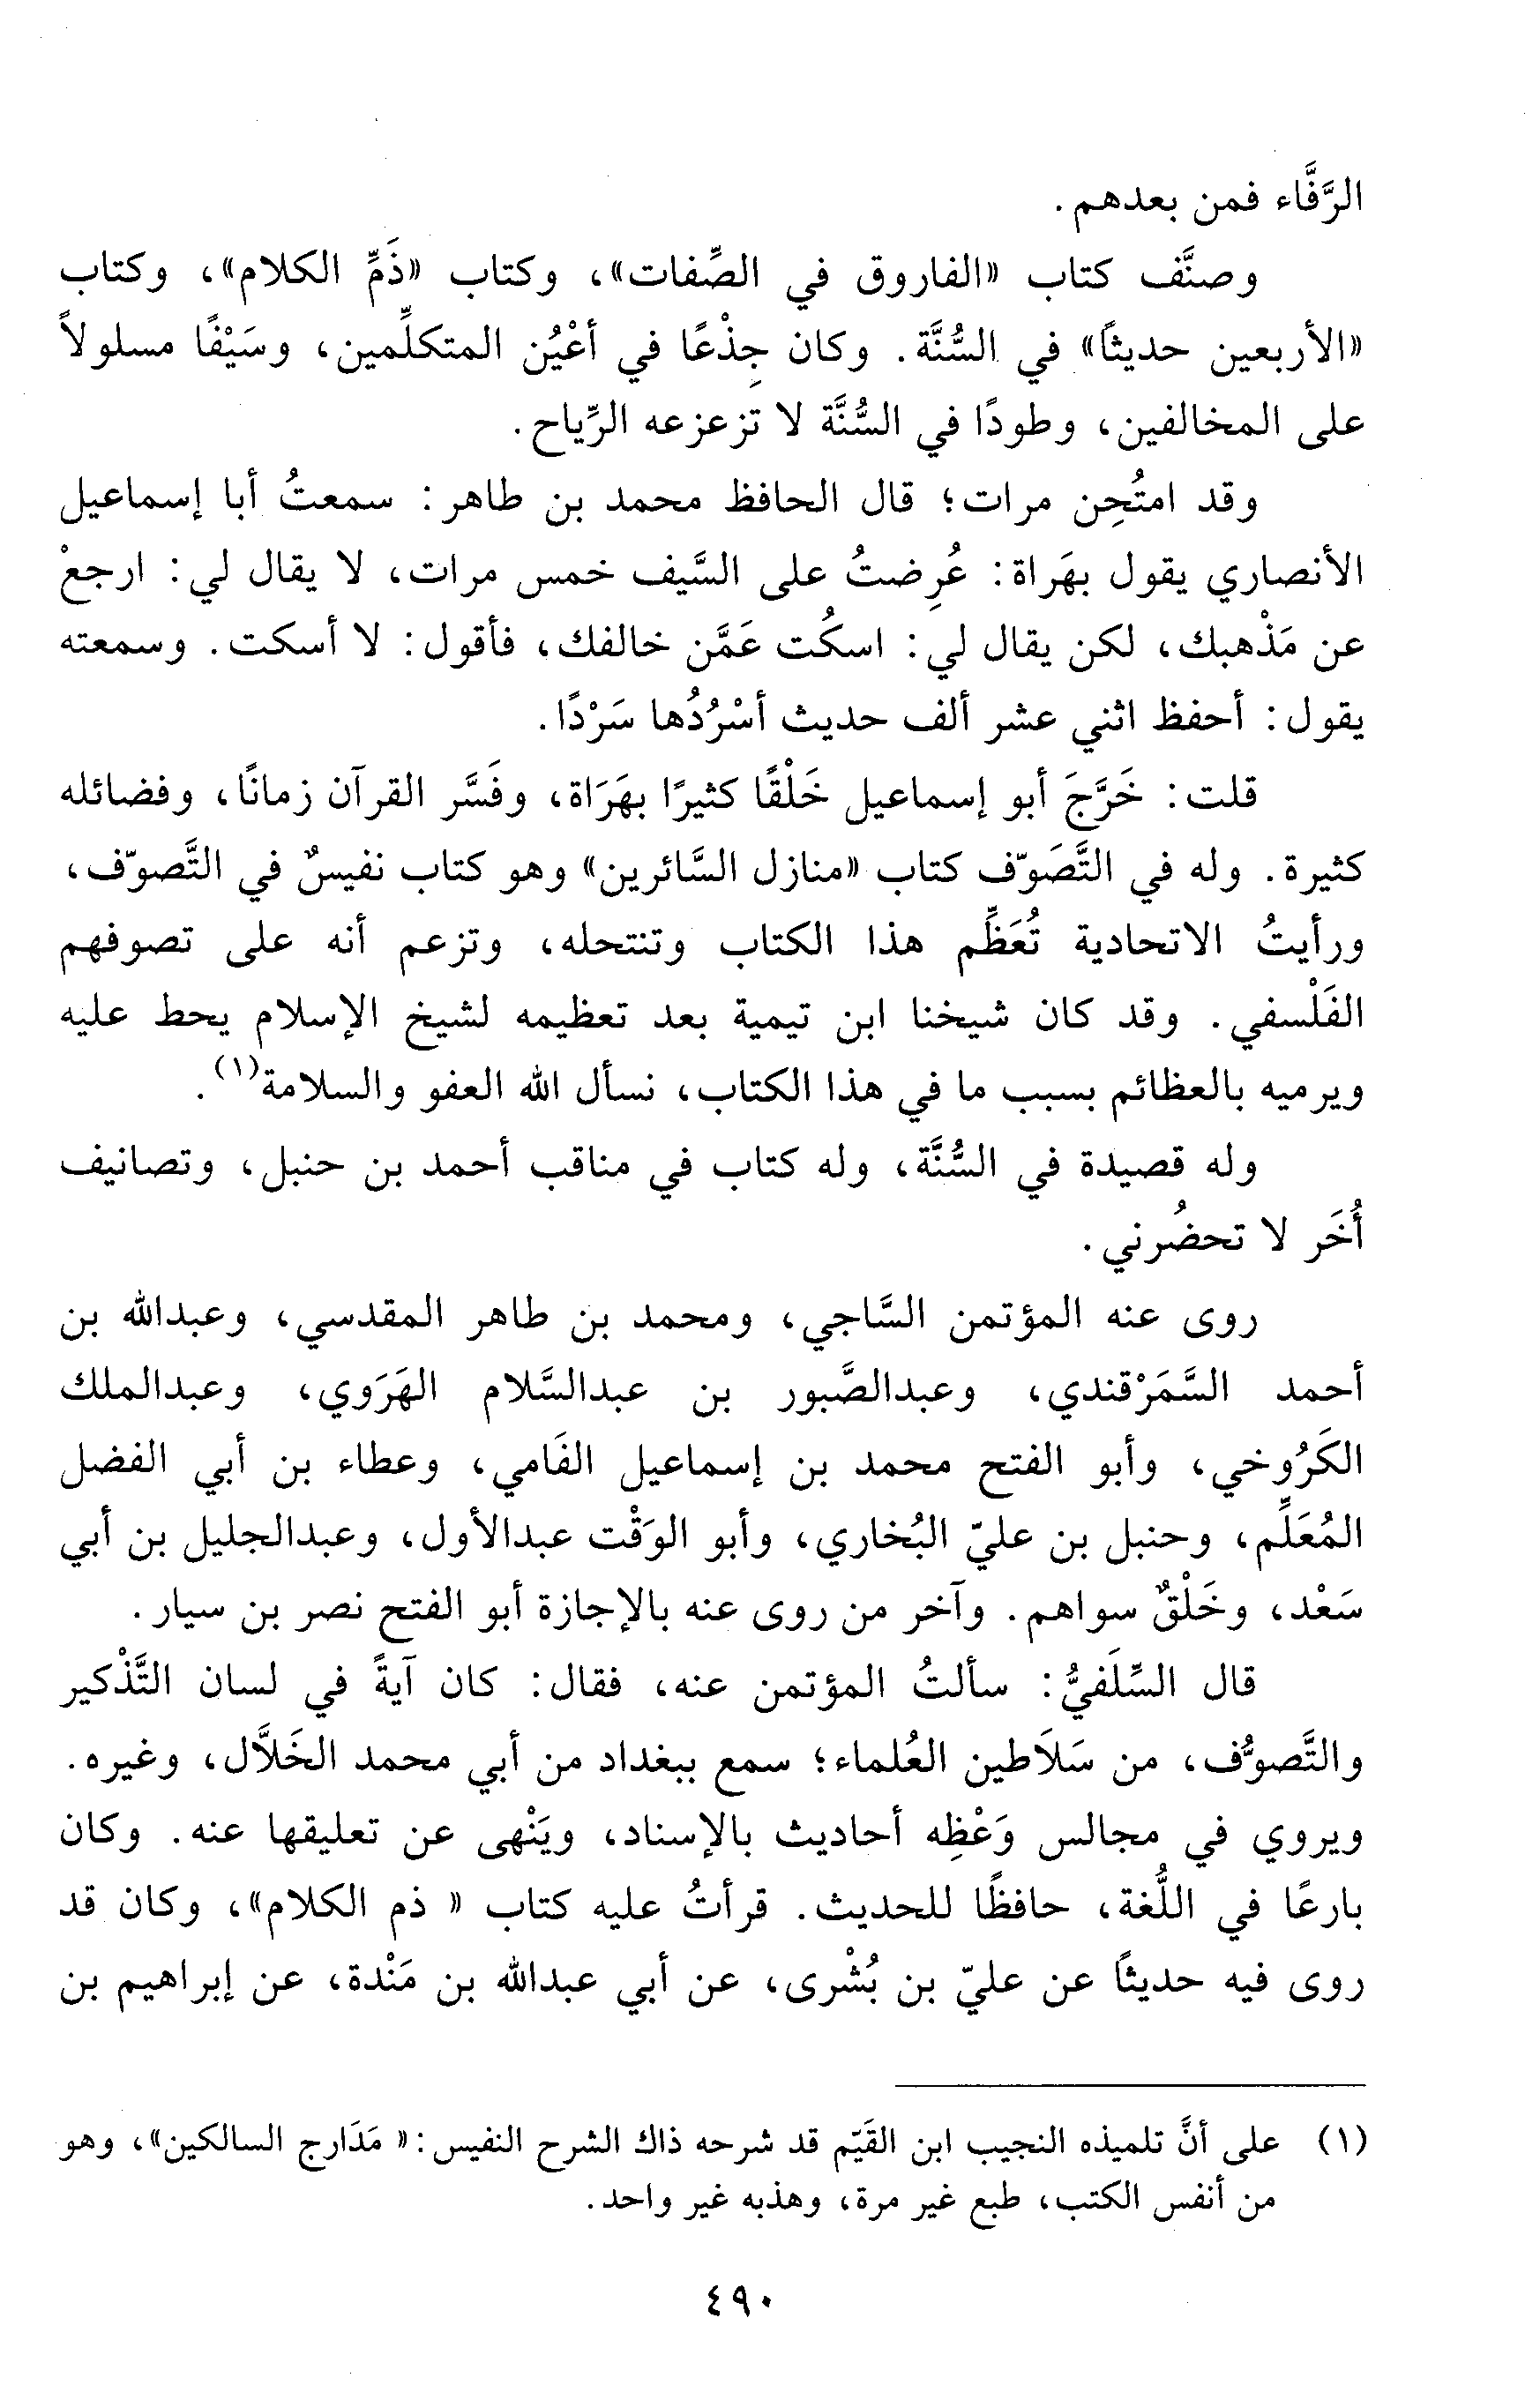 الرَّفَّاء فمن بعدهم.
وصنَّف كتاب «الفاروق في الصِّفات»، وكتاب «ذَمِّ الكلام»، وكتاب
«الأربعين حديثًا» في السُّنَّة. وكان جِذْعًا في أعْيُن المتكلِّمين، وسَيْفًا مسلولاً
على المخالفين، وطودًا في السُّنَّة لا تزعزعه الرِّياح.
وقد امتُحِن مرات؛ قال الحافظ محمد بن طاهر: سمعتُ أبا إسماعيل
الأنصاري يقول بهَراة: عُرِضتُ على السَّيف خمس مرات، لا يقال لي: ارجعْ
عن مَذْهبك، لكن يقال لي: اسكُت عَمَّن خالفك، فأقول: لا أسكت. وسمعته
يقول: أحفظ اثني عشر ألف حديث أسْرُدُها سَرْدًا.
قلت: خَرَّجَ أبو إسماعيل خَلْقًا كثيرًا بهَرَاة، وفَسَّر القرآن زمانًا، وفضائله
كثيرة. وله في التَّصَوّف كتاب «منازل السَّائرين» وهو كتاب نفيسٌ في التَّصوّف،
ورأيتُ الاتحادية تُعَظِّم هذا الكتاب وتنتحله، وتزعم أنه على تصوفهم
الفَلْسفي. وقد كان شيخنا ابن تيمية بعد تعظيمه لشيخ الإسلام يحط عليه
ويرميه بالعظائم بسبب ما في هذا الكتاب، نسأل الله العفو والسلامة(١).
وله قصيدة في السُّنَّة، وله كتاب في مناقب أحمد بن حنبل، وتصانيف
أُخَر لا تحضُرني.
روى عنه المؤتمن السَّاجي، ومحمد بن طاهر المقدسي، وعبدالله بن
أحمد السَّمَرْقندي، وعبدالصَّبور بن عبدالسَّلام الهَرَوي، وعبدالملك
الكَرُوخي، وأبو الفتح محمد بن إسماعيل الفَامي، وعطاء بن أبي الفضل
المُعَلِّم، وحنبل بن عليّ البُخاري، وأبو الوَقْت عبدالأول، وعبدالجليل بن أبي
سَعْد، وخَلْقٌ سواهم. وآخر من روى عنه بالإجازة أبو الفتح نصر بن سيار.
قال السِّلَفيُّ: سألتُ المؤتمن عنه، فقال: كان آيةً في لسان التَّذْكير
والتَّصوُّف، من سَلاَطين العُلماء؛ سمع ببغداد من أبي محمد الخَلاَّل، وغيره.
ويروي في مجالس وَعْظِه أحاديث بالإسناد، ويَنْهى عن تعليقها عنه. وكان
بارعًا في اللُّغة، حافظًا للحديث. قرأتُ عليه كتاب « ذم الكلام»، وكان قد
روى فيه حديثًا عن عليّ بن بُشْرى، عن أبي عبدالله بن مَنْدة، عن إبراهيم بن
(١) على أنَّ تلميذه النجيب ابن القَيّم قد شرحه ذاك الشرح النفيس: « مَدَارج السالكين»، وهو
من أنفس الكتب، طبع غير مرة، وهذبه غير واحد.
٤٩٠